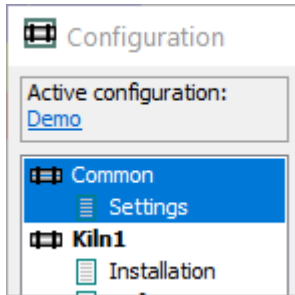 Configuration
Active configuration:
Demo
Common
Settings
Kiln1
Installation